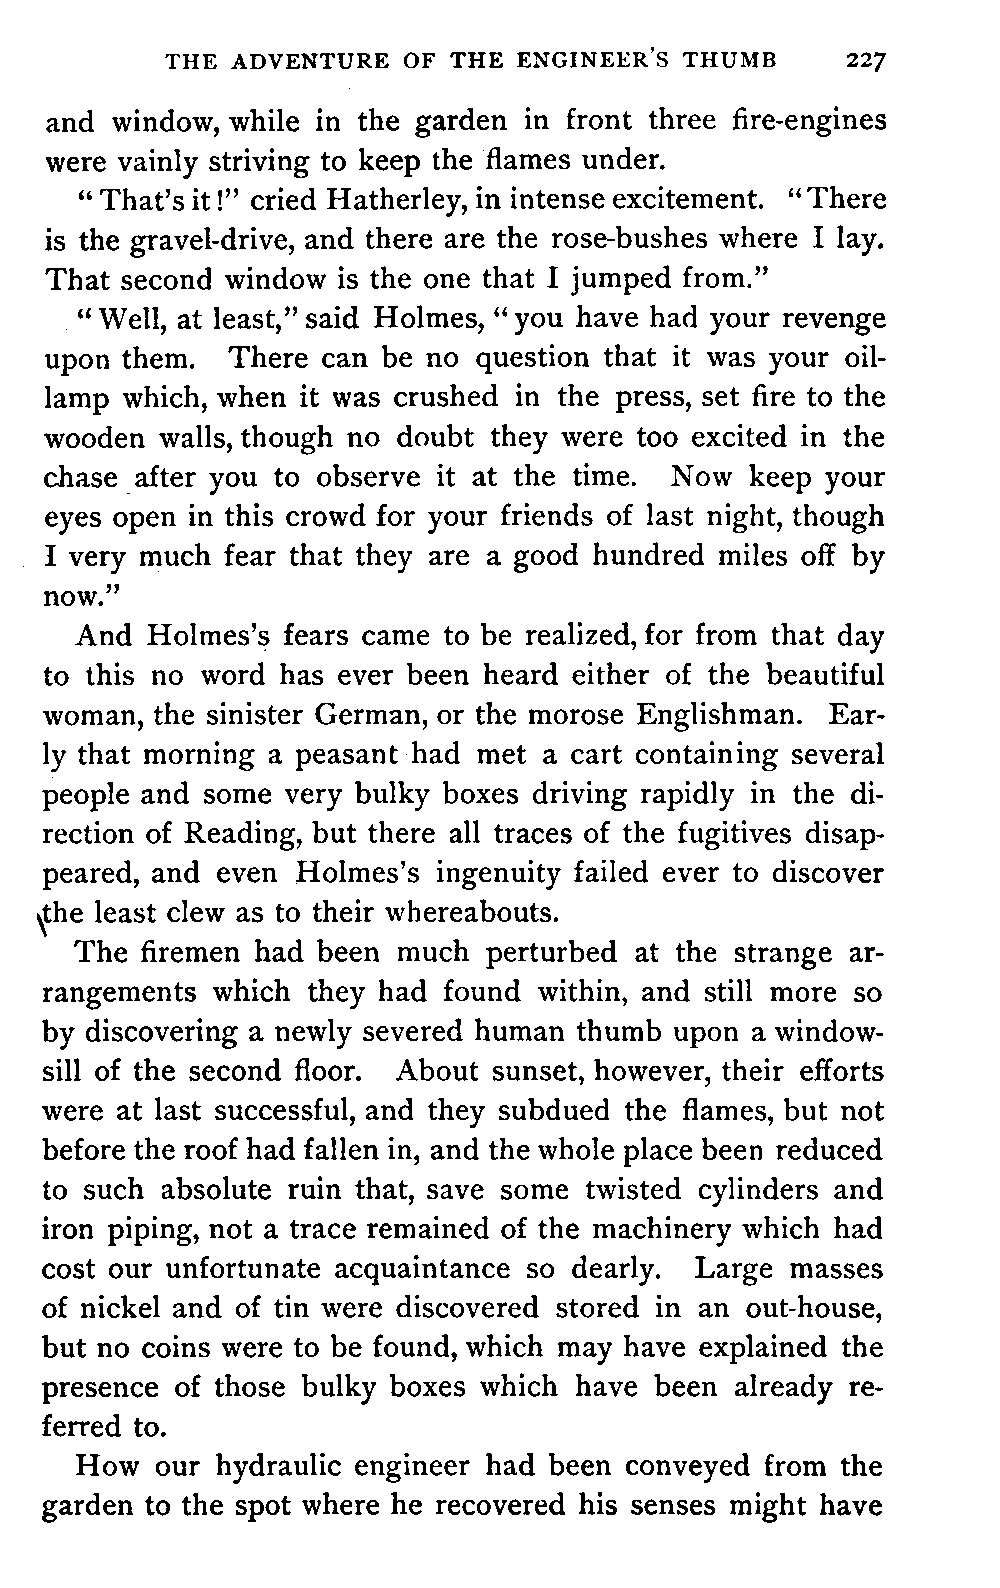 THE ADVENTURE OF THE ENGINEER'S THUMB 227
and window, while in the garden in front three fire-engines
were vainly striving to keep the flames under.
“That's it!” cried Hatherley, in intense excitement. “There
is the gravel-drive, and there are the rose-bushes where I lay.
That second window is the one that I jumped from.”
“Well, at least,” said Holmes, “you have had your revenge
upon them. There can be no question that it was your oil-
lamp which, when it was crushed in the press, set fire to the
wooden walls, though no doubt they were too excited in the
chase after you to observe it at the time. Now keep your
eyes open in this crowd for your friends of last night, though
I very much fear that they are a good hundred miles off by
now.”
And Holmes's fears came to be realized, for from that day
to this no word has ever been heard either of the beautiful
woman, the sinister German, or the morose Englishman. Ear-
ly that morning a peasant had met a cart containing several
people and some very bulky boxes driving rapidly in the di-
rection of Reading, but there all traces of the fugitives disap-
peared, and even Holmes's ingenuity failed ever to discover
the least clew as to their whereabouts.
The firemen had been much perturbed at the strange ar-
rangements which they had found within, and still more so
by discovering a newly severed human thumb upon a window-
sill of the second floor. About sunset, however, their efforts
were at last successful, and they subdued the flames, but not
before the roof had fallen in, and the whole place been reduced
to such absolute ruin that, save some twisted cylinders and
iron piping, not a trace remained of the machinery which had
cost our unfortunate acquaintance so dearly. Large masses
of nickel and of tin were discovered stored in an out-house,
but no coins were to be found, which may have explained the
presence of those bulky boxes which have been already re-
ferred to.
How our hydraulic engineer had been conveyed from the
garden to the spot where he recovered his senses might have